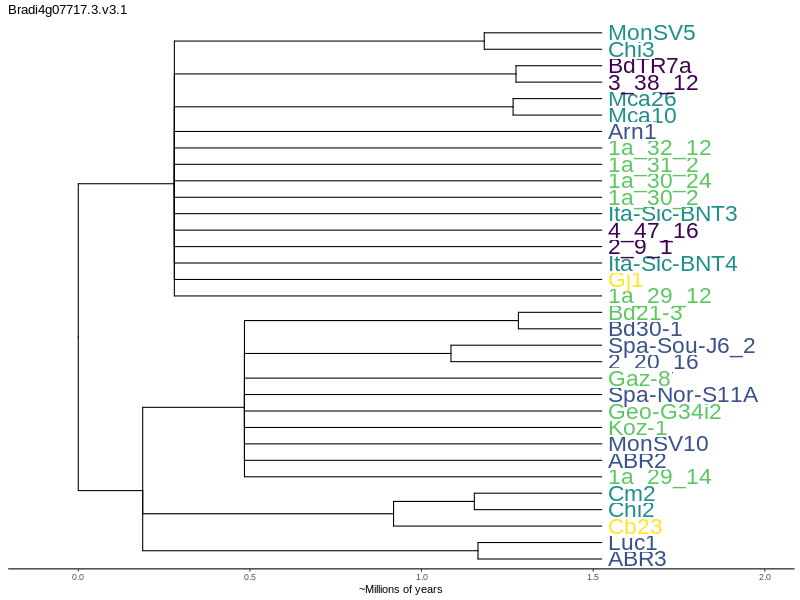 Bradi4g07717.3.v3.1
MonSV5
Chi3
BdTR7a
3_38_12
Mca26
Mca10
Arn1
1a_32_12
1a_31_2
1a_30_24
1a_30_2
Ita-Sic-BNT3
4_47_16
2_9_1
Ita-Sic-BNT4
Gj1
1a_29_12
Bd21-3
Bd30-1
Spa-Sou-J6_2
2_20_16
Gaz-8
Spa-Nor-S11A
Geo-G34i2
Koz-1
MonSV10
ABR2
1a_29_14
Cm2
Chi2
Cb23
Luc1
ABR3
0.0 0.5 1.0 1.5 2.0
~Millions of years